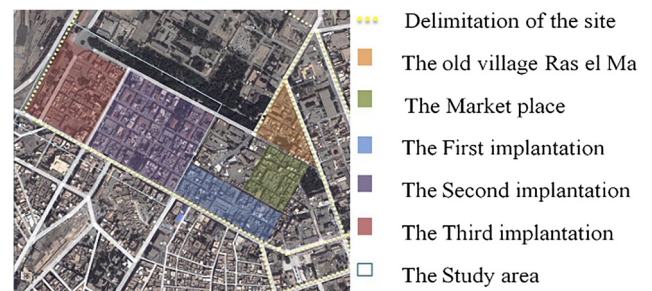 Delimitation of the site
The old village Ras el Ma
The Market place
The First implantation
The Second implantation
The Third implantation
The Study area